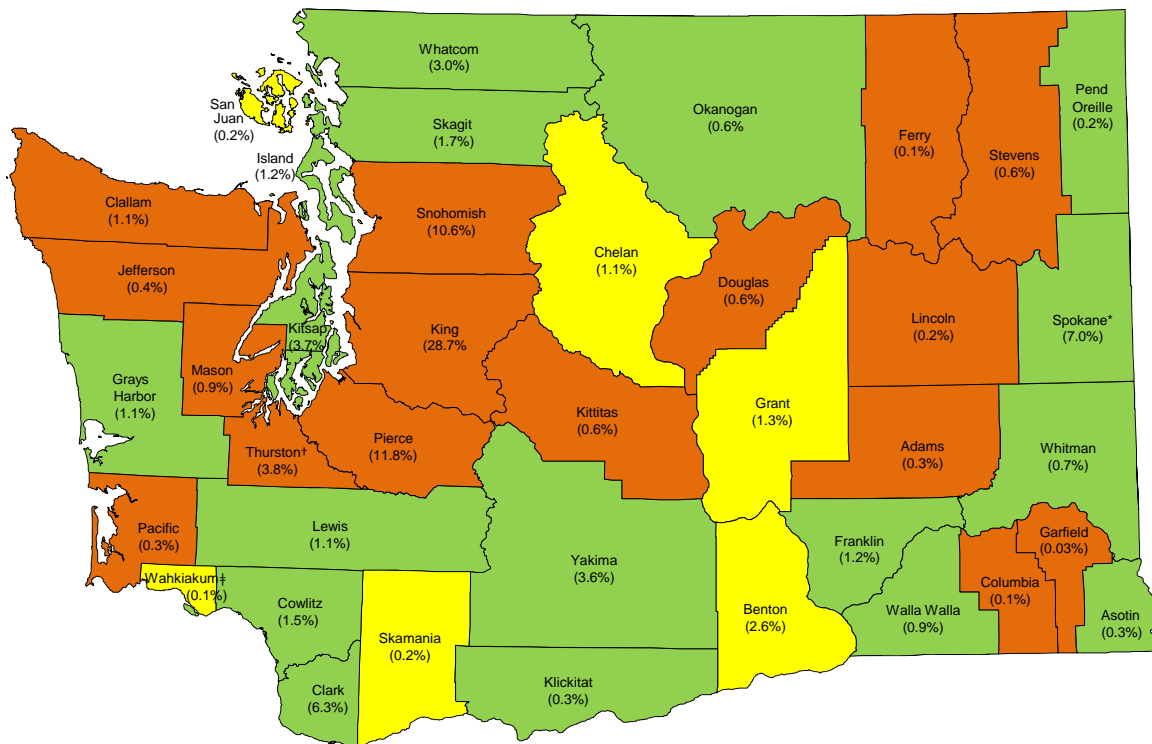 Whatcom
(3.0%)
Okanogan
(0.6%)
Pend
Oreille
(0.2%)
San
Juan
(0.2%)
Skagit
(1.7%)
Ferry
(0.1%)
Stevens
(0.6%)
Island
(1.2%)
Clallam
(1.1%)
Snohomish
(10.6%)
Chelan
(1.1%)
Jefferson
(0.4%)
Douglas
(0.6%)
King
(28.7%)
Lincoln
(0.2%)
Spokane*
(7.0%)
Kitsap
(3.7%)
Mason
(0.9%)
Grays
Harbor
(1.1%)
Kittitas
(0.6%)
Grant
(1.3%)
Pierce
(11.8%)
Thurston†
(3.8%)
Adams
(0.3%)
Whitman
(0.7%)
Pacific
(0.3%)
Lewis
(1.1%)
Yakima
(3.6%)
Franklin
(1.2%)
Garfield
(0.03%)
Wahkiakum‡
(0.1%)
Cowlitz
(1.5%)
Skamania
(0.2%)
Benton
(2.6%)
Walla Walla
(0.9%)
Columbia
(0.1%)
Asotin
(0.3%)
Clark
(6.3%)
Klickitat
(0.3%)